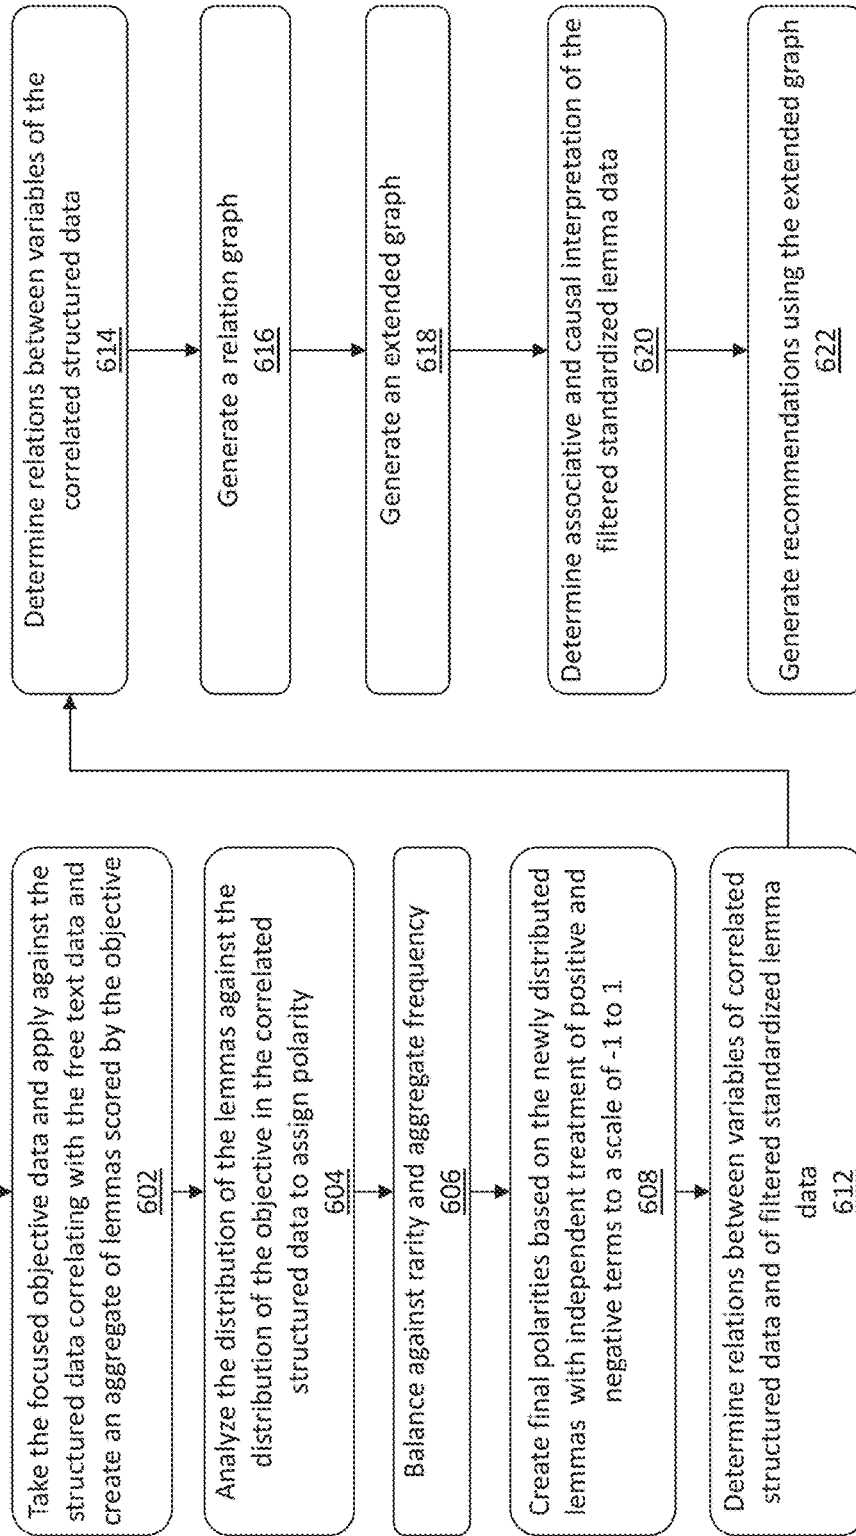 Take the focused objective data and apply against the
structured data correlating with the free text data and
create an aggregate of lemmas scored by the objective
602
Analyze the distribution of the lemmas against the
distribution of the objective in the correlated
structured data to assign polarity
604
Balance against rarity and aggregate frequency
606
Create final polarities based on the newly distributed
lemmas with independent treatment of positive and
negative terms to a scale of -1 to 1
608
Determine relations between variables of correlated
structured data and of filtered standardized lemma
data
612
Determine relations between variables of the
correlated structured data
614
Generate a relation graph
616
Generate an extended graph
618
Determine associative and causal interpretation of the
filtered standardized lemma data
620
Generate recommendations using the extended graph
622